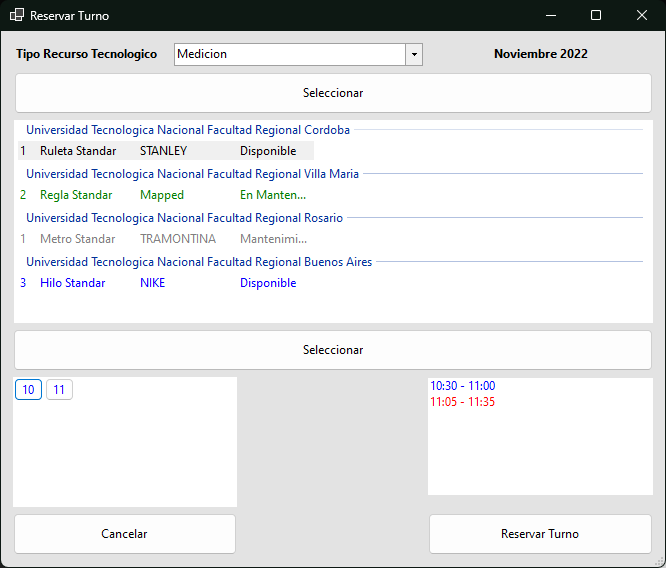 Reservar Turno
Tipo Recurso Tecnologico Medicion Noviembre 2022
Seleccionar
Universidad Tecnologica Nacional Facultad Regional Cordoba
1 Ruleta Standar STANLEY Disponible
Universidad Tecnologica Nacional Facultad Regional Villa Maria
2 Regla Standar Mapped En Manten...
Universidad Tecnologica Nacional Facultad Regional Rosario
1 Metro Standar TRAMONTINA Mantenimi...
Universidad Tecnologica Nacional Facultad Regional Buenos Aires
3 Hilo Standar NIKE Disponible
Seleccionar
10 11
10:30 - 11:00
11:05 - 11:35
Cancelar Reservar Turno